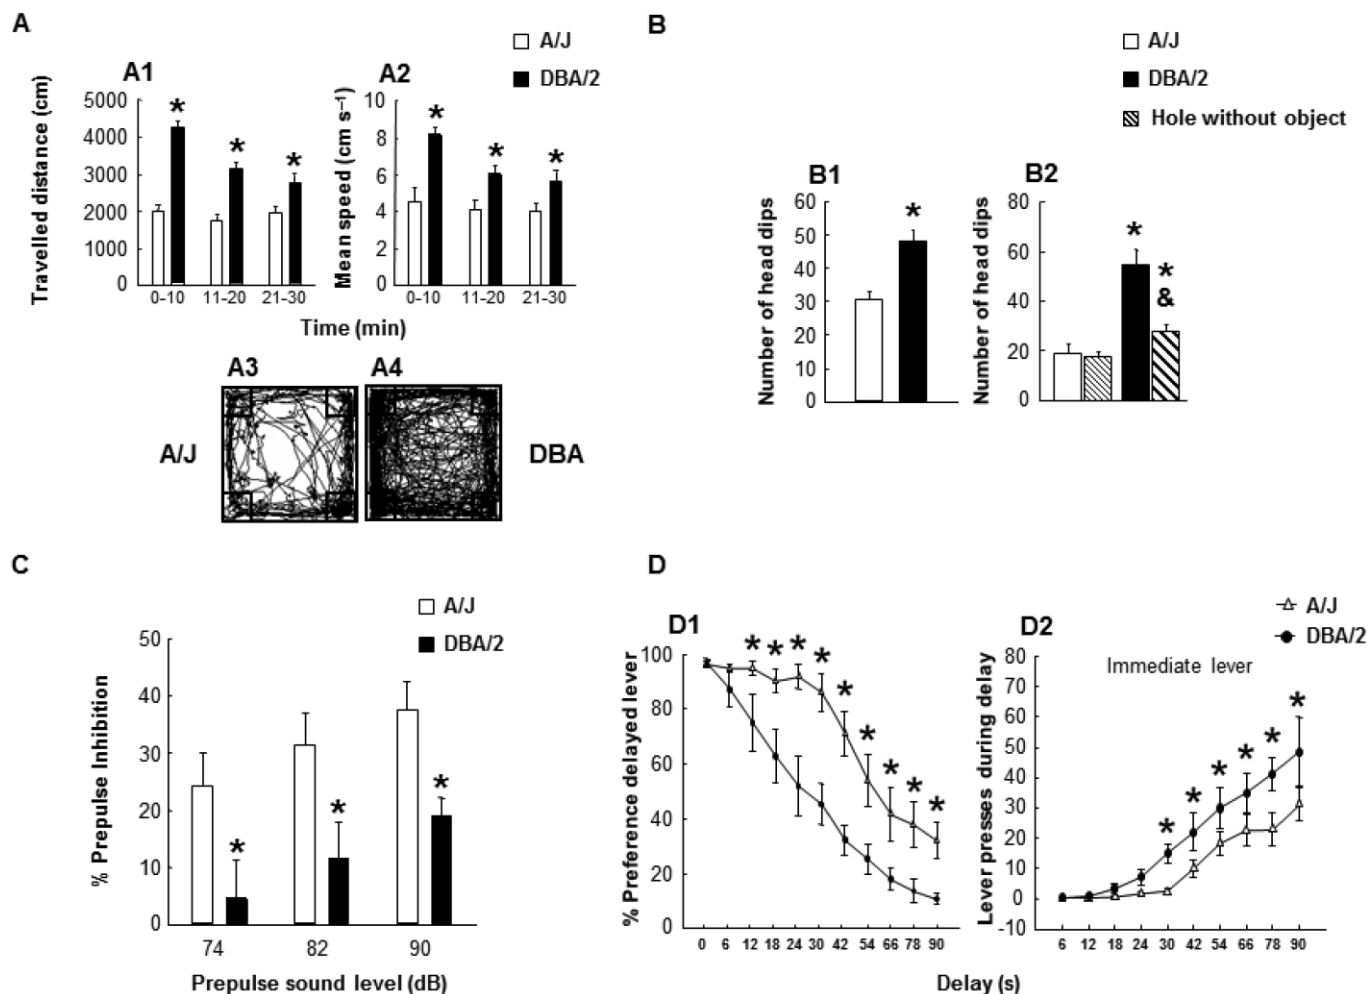 A
A/J
DBA/2
A1
A2
Travelled distance (cm)
5000
4000
3000
2000
1000
0
* * *
0-10 11-20 21-30
Mean speed (cm s⁻¹)
10
8
6
4
2
0
* * *
0-10 11-20 21-30
Time (min)
A3
A4
A/J
DBA
B
A/J
DBA/2
Hole without object
B1
Number of head dips
60
50
40
30
20
10
0
*
B2
Number of head dips
80
60
40
20
0
*
*
&
C
A/J
DBA/2
% Prepulse Inhibition
50
40
30
20
10
0
* * *
74 82 90
Prepulse sound level (dB)
D
A/J
DBA/2
D1
% Preference delayed lever
100
80
60
40
20
0
* * * * * * * * *
0 6 12 18 24 30 42 54 66 78 90
D2
Immediate lever
Lever presses during delay
80
70
60
50
40
30
20
10
0
-10
* * * * * *
6 12 18 24 30 42 54 66 78 90
Delay (s)